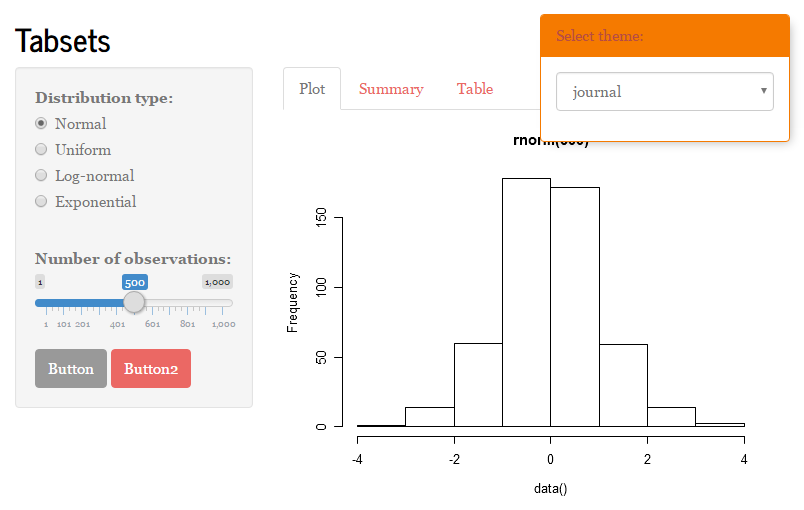 Tabsets
Select theme:
journal
Distribution type:
Normal
Uniform
Log-normal
Exponential
Number of observations:
1 500 1,000
1 101 201 401 601 801 1,000
Button Button2
Plot Summary Table
Frequency
150
100
50
0
-4 -2 0 2 4
data()